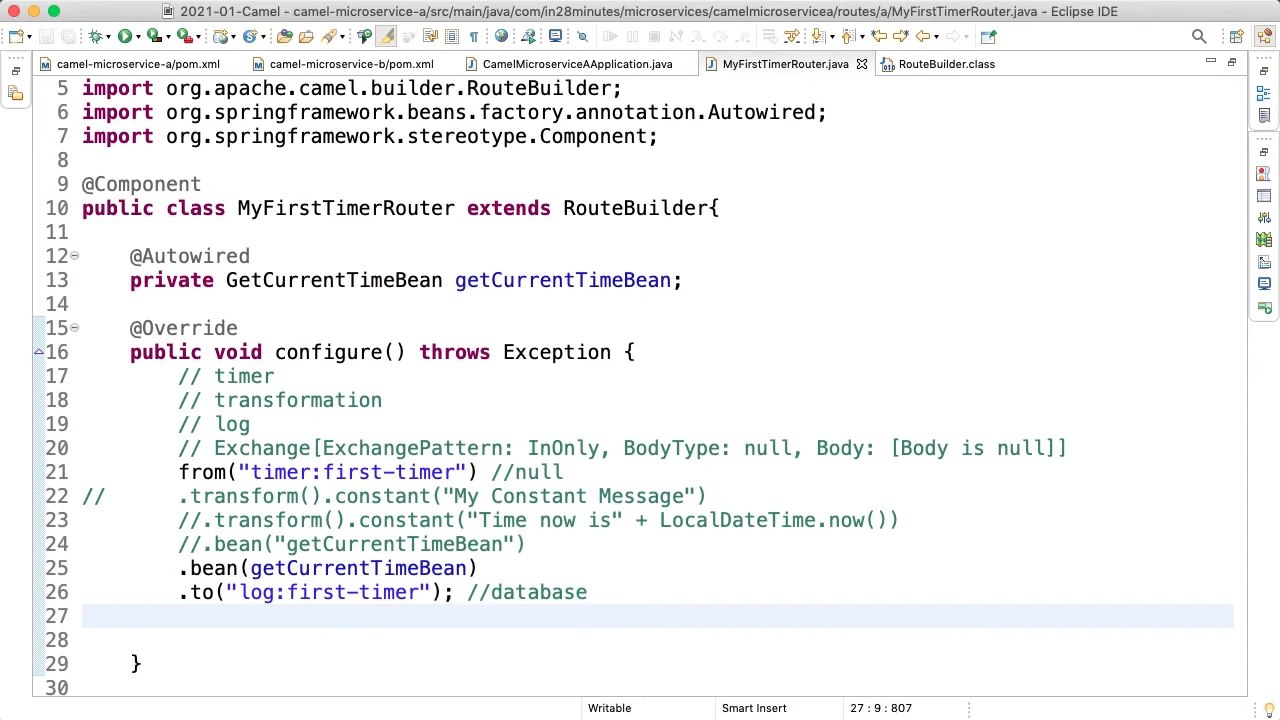 2021-01-Camel - camel-microservice-a/src/main/java/com/in28minutes/microservices/camelmicroservicea/routes/a/MyFirstTimerRouter.java - Eclipse IDE
camel-microservice-a/pom.xml camel-microservice-b/pom.xml CamelMicroserviceAApplication.java MyFirstTimerRouter.java RouteBuilder.class
5 import org.apache.camel.builder.RouteBuilder;
6 import org.springframework.beans.factory.annotation.Autowired;
7 import org.springframework.stereotype.Component;
8
9 @Component
10 public class MyFirstTimerRouter extends RouteBuilder{
11
12 @Autowired
13 private GetCurrentTimeBean getCurrentTimeBean;
14
15 @Override
16 public void configure() throws Exception {
17 // timer
18 // transformation
19 // log
20 // Exchange[ExchangePattern: InOnly, BodyType: null, Body: [Body is null]]
21 from("timer:first-timer") //null
22 // .transform().constant("My Constant Message")
23 //.transform().constant("Time now is" + LocalDateTime.now())
24 //.bean("getCurrentTimeBean")
25 .bean(getCurrentTimeBean)
26 .to("log:first-timer"); //database
27
28
29 }
30
Writable Smart Insert 27 : 9 : 807